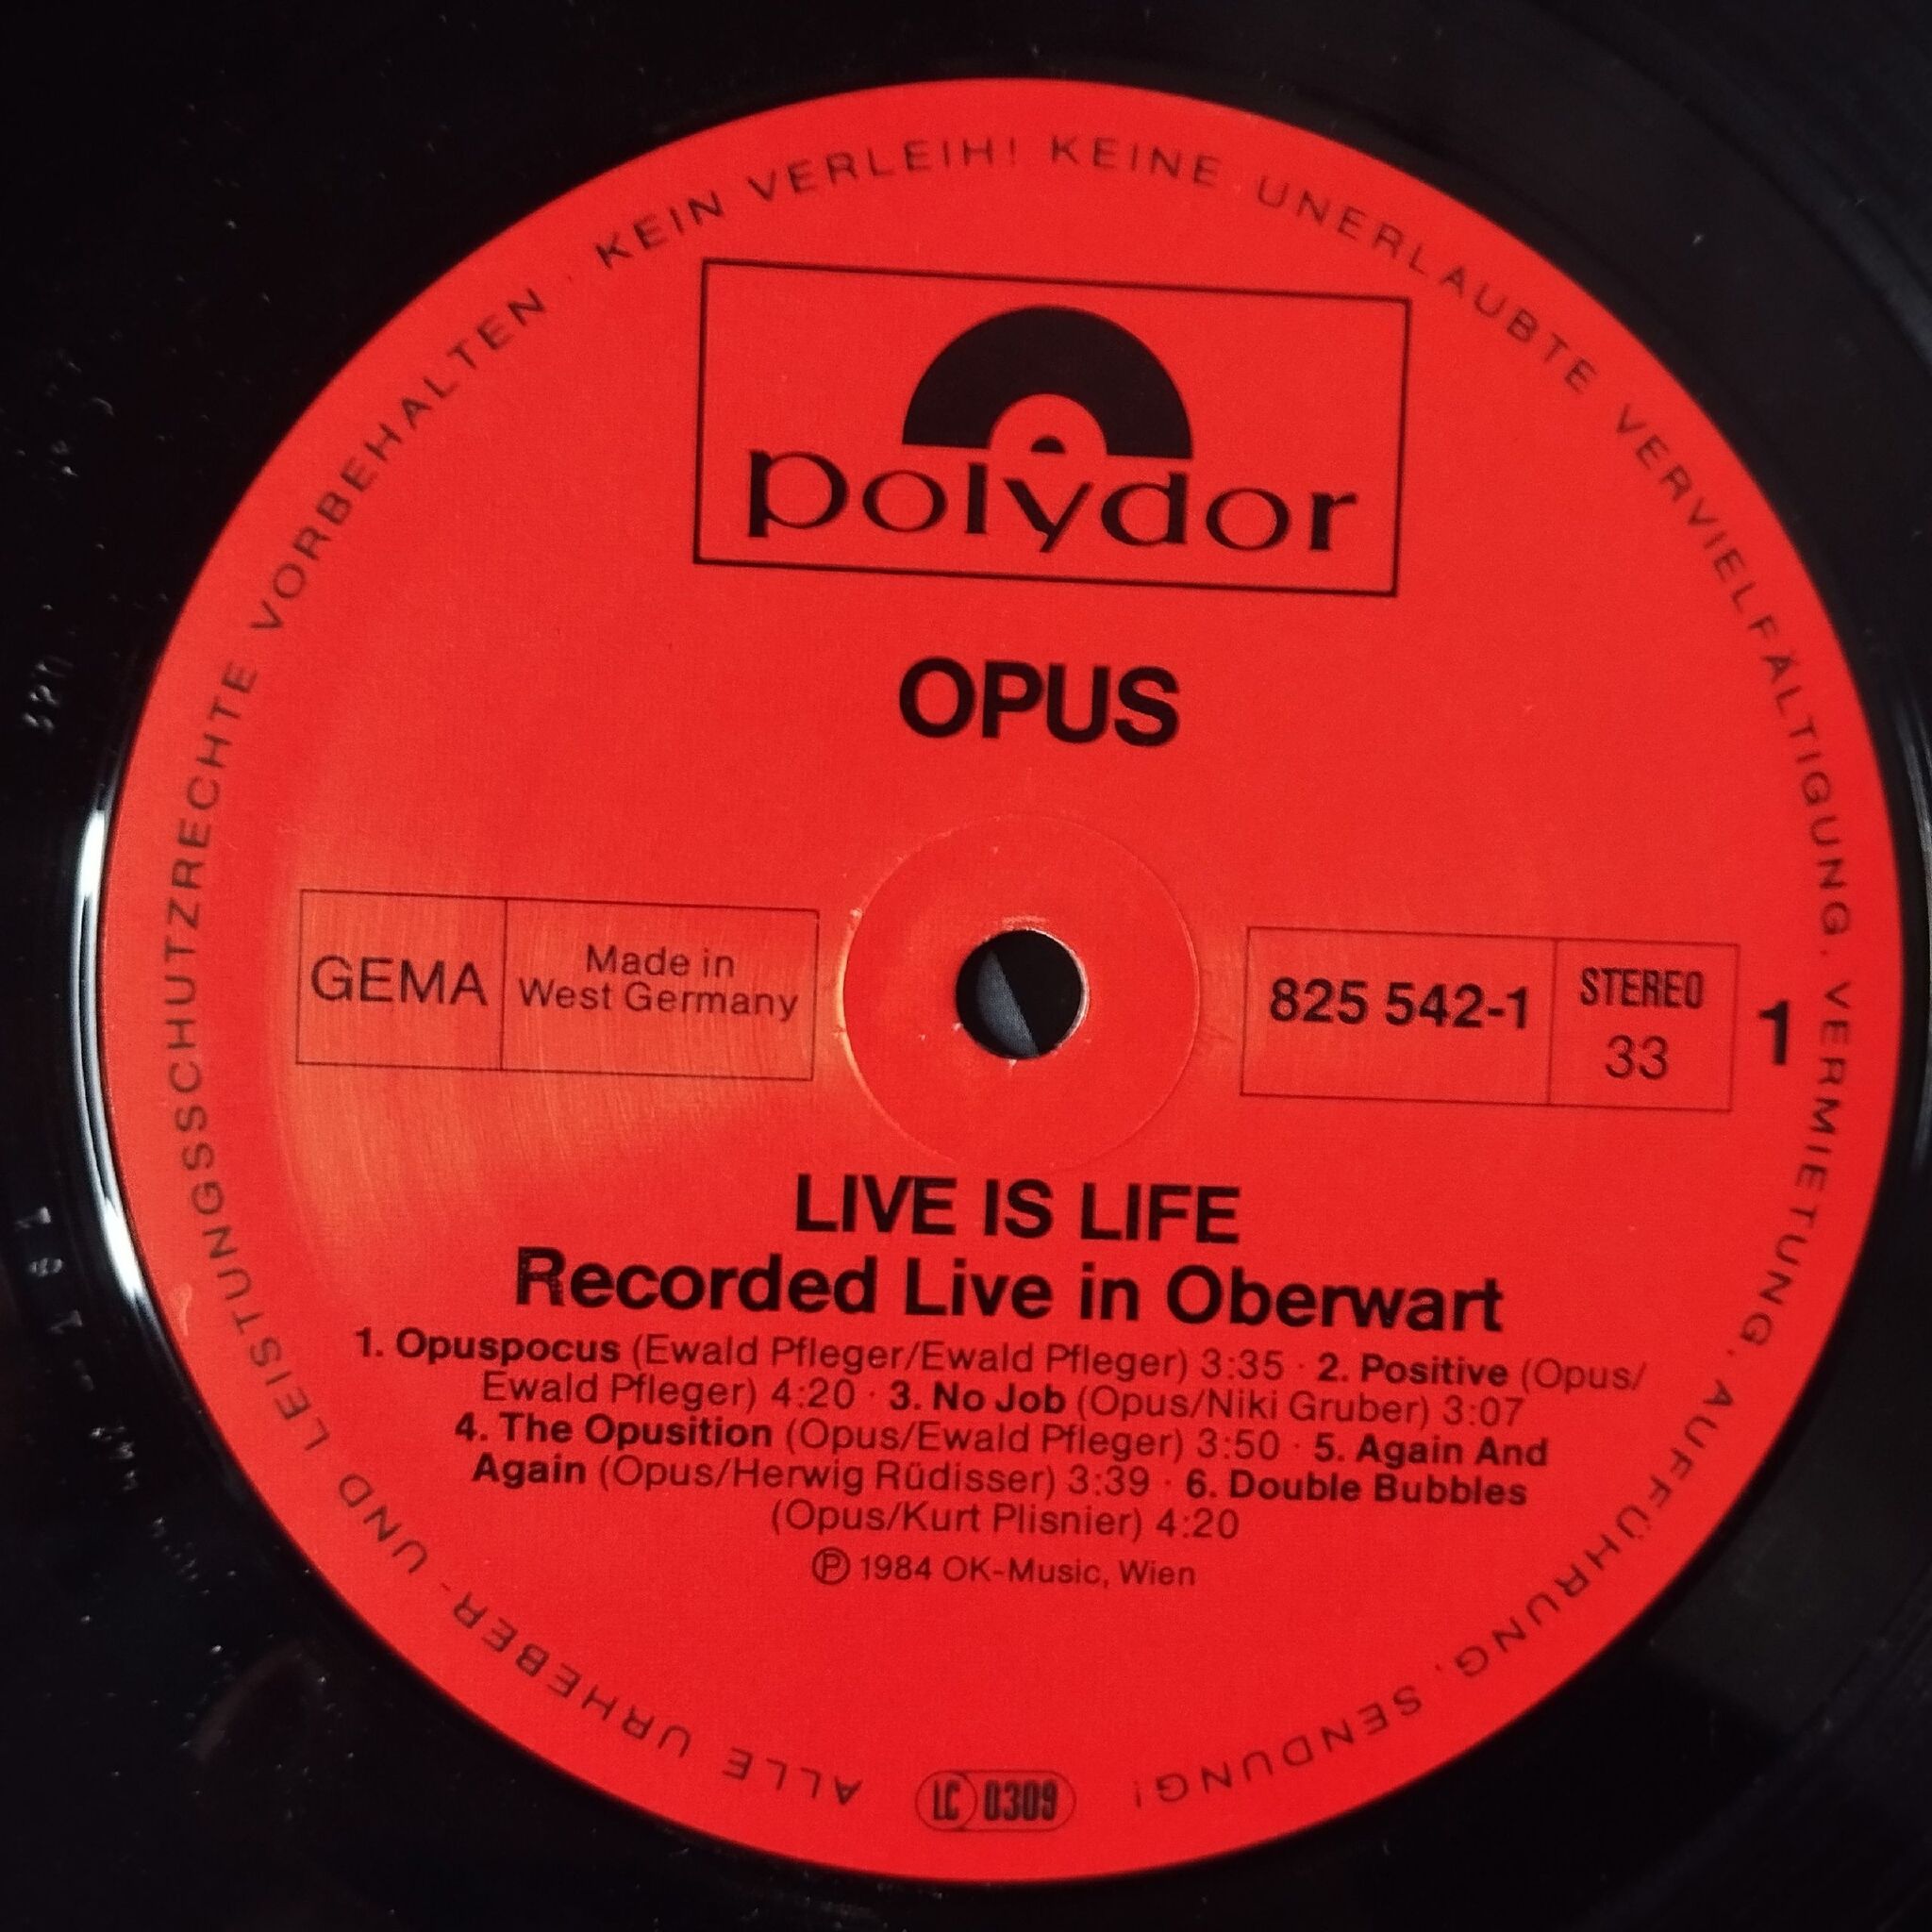 ALLE URHEBER- UND LEISTUNGSSCHUTZRECHTE VORBEHALTEN · KEIN VERLEIH! KEINE UNERLAUBTE VERVIELFÄLTIGUNG, VERMIETUNG, AUFFÜHRUNG, SENDUNG!
polydor
OPUS
GEMA
Made in
West Germany
825 542-1
STEREO
33
1
LIVE IS LIFE
Recorded Live in Oberwart
1. Opuspocus (Ewald Pfleger/Ewald Pfleger) 3:35 · 2. Positive (Opus/
Ewald Pfleger) 4:20 · 3. No Job (Opus/Niki Gruber) 3:07
4. The Opusition (Opus/Ewald Pfleger) 3:50 · 5. Again And
Again (Opus/Herwig Rüdisser) 3:39 · 6. Double Bubbles
(Opus/Kurt Plisnier) 4:20
Ⓟ 1984 OK-Music, Wien
LC 0309